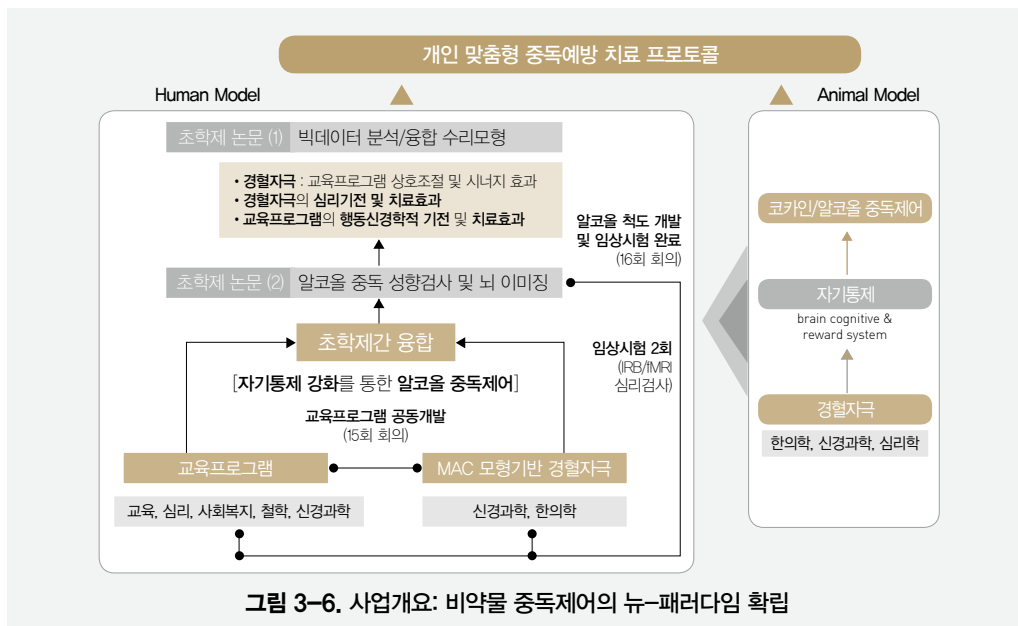 개인 맞춤형 중독예방 치료 프로토콜
Human Model
초학제 논문 (1) 빅데이터 분석/융합 수리모형
• 경혈자극 : 교육프로그램 상호조절 및 시너지 효과
• 경혈자극의 심리기전 및 치료효과
• 교육프로그램의 행동신경학적 기전 및 치료효과
알코올 척도 개발
및 임상시험 완료
(16회 회의)
초학제 논문 (2) 알코올 중독 성향검사 및 뇌 이미징
초학제간 융합
[자기통제 강화를 통한 알코올 중독제어]
임상시험 2회
(IRB/fMRI
심리검사)
교육프로그램 공동개발
(15회 회의)
교육프로그램
MAC 모형기반 경혈자극
교육, 심리, 사회복지, 철학, 신경과학
신경과학, 한의학
Animal Model
코카인/알코올 중독제어
자기통제
brain cognitive &
reward system
경혈자극
한의학, 신경과학, 심리학
그림 3-6. 사업개요: 비약물 중독제어의 뉴-패러다임 확립